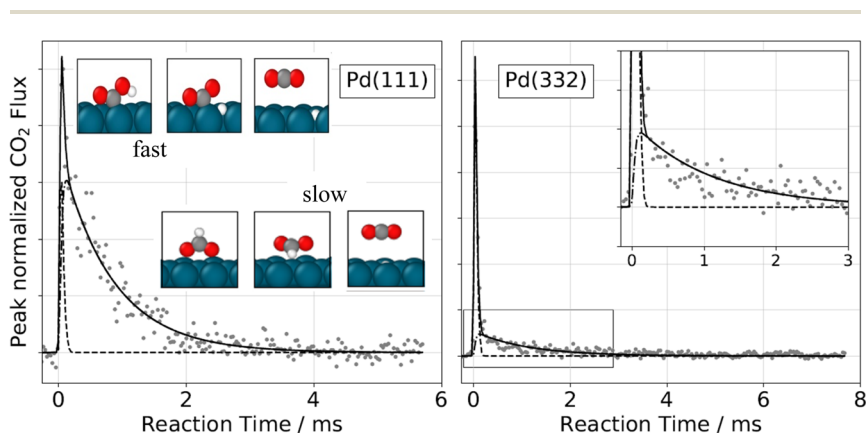 Pd(111)
fast
slow
Peak normalized CO₂ Flux
0 2 4 6
Reaction Time / ms
Pd(332)
0 1 2 3
0 2 4 6 8
Reaction Time / ms